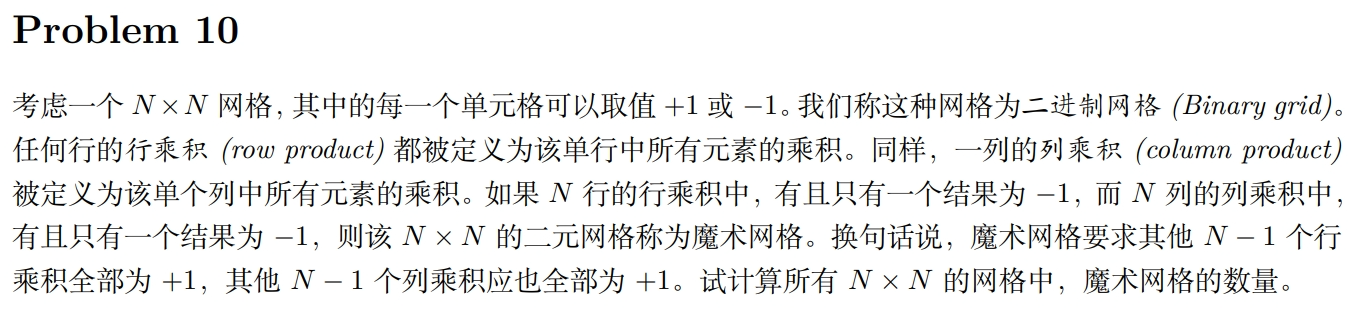 Problem 10
考虑一个 N × N 网格，其中的每一个单元格可以取值 +1 或 −1。我们称这种网格为二进制网格 (Binary grid)。
任何行的行乘积 (row product) 都被定义为该单行中所有元素的乘积。同样，一列的列乘积 (column product)
被定义为该单个列中所有元素的乘积。如果 N 行的行乘积中，有且只有一个结果为 −1，而 N 列的列乘积中，
有且只有一个结果为 −1，则该 N × N 的二元网格称为魔术网格。换句话说，魔术网格要求其他 N − 1 个行
乘积全部为 +1，其他 N − 1 个列乘积应也全部为 +1。试计算所有 N × N 的网格中，魔术网格的数量。